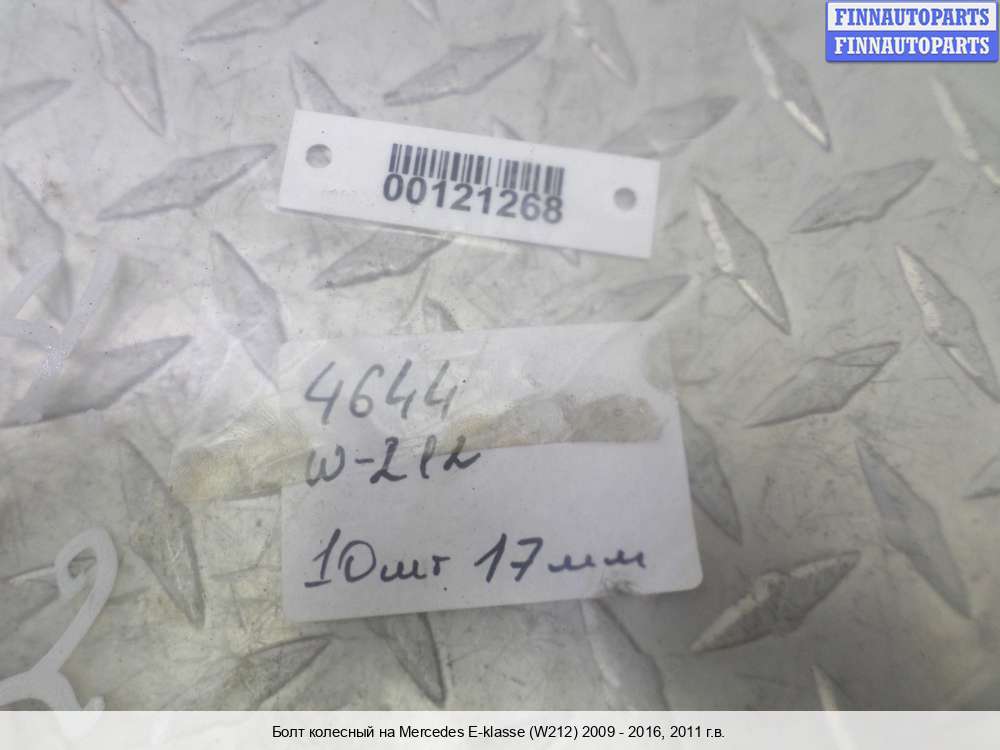 FINNAUTOPARTS
FINNAUTOPARTS
00121268
4644
W-212
10шт 17мм
Болт колесный на Mercedes E-klasse (W212) 2009 - 2016, 2011 г.в.